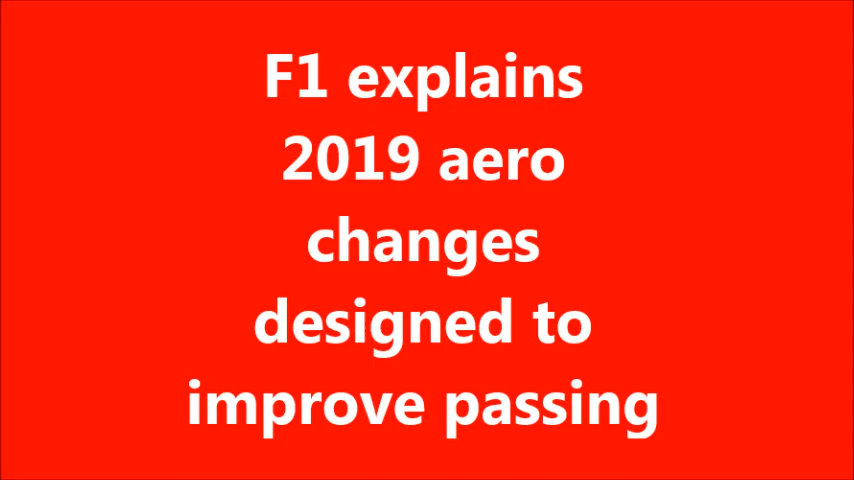 F1 explains
2019 aero
changes
designed to
improve passing